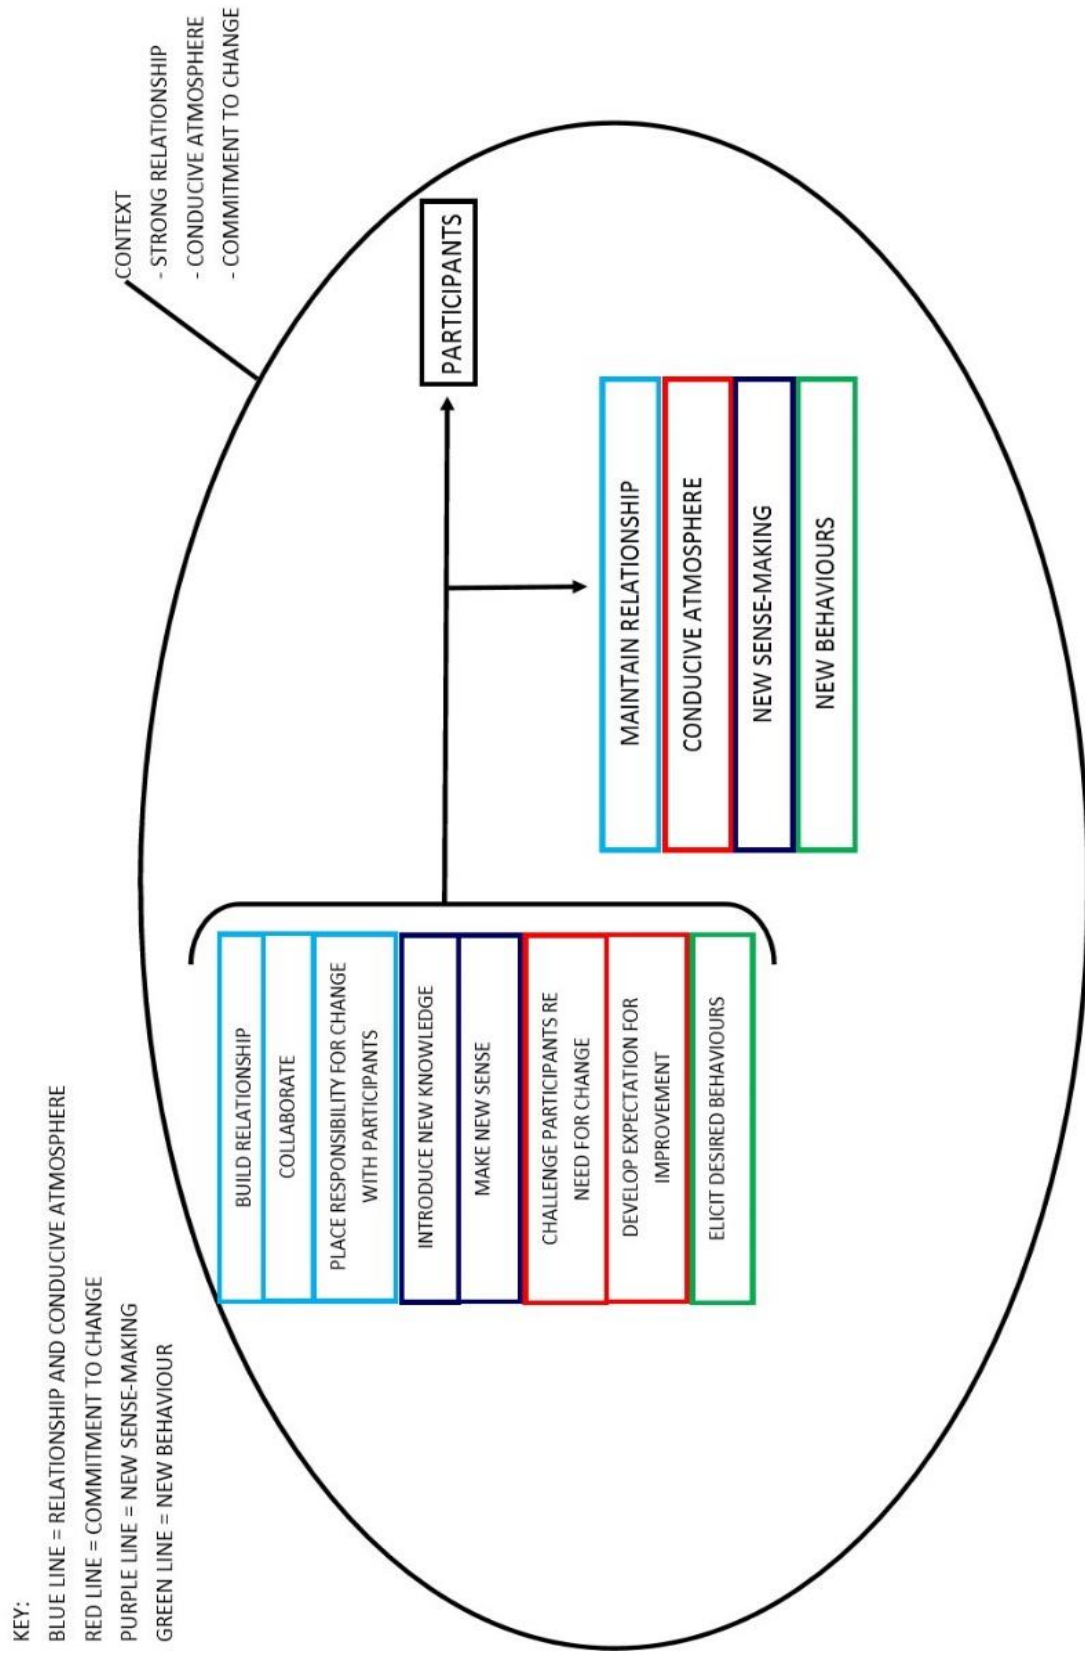 KEY:
BLUE LINE = RELATIONSHIP AND CONDUCIVE ATMOSPHERE
RED LINE = COMMITMENT TO CHANGE
PURPLE LINE = NEW SENSE-MAKING
GREEN LINE = NEW BEHAVIOUR
CONTEXT
- STRONG RELATIONSHIP
- CONDUCIVE ATMOSPHERE
- COMMITMENT TO CHANGE
BUILD RELATIONSHIP
COLLABORATE
PLACE RESPONSIBILITY FOR CHANGE
WITH PARTICIPANTS
INTRODUCE NEW KNOWLEDGE
MAKE NEW SENSE
CHALLENGE PARTICIPANTS RE
NEED FOR CHANGE
DEVELOP EXPECTATION FOR
IMPROVEMENT
ELICIT DESIRED BEHAVIOURS
PARTICIPANTS
MAINTAIN RELATIONSHIP
CONDUCIVE ATMOSPHERE
NEW SENSE-MAKING
NEW BEHAVIOURS